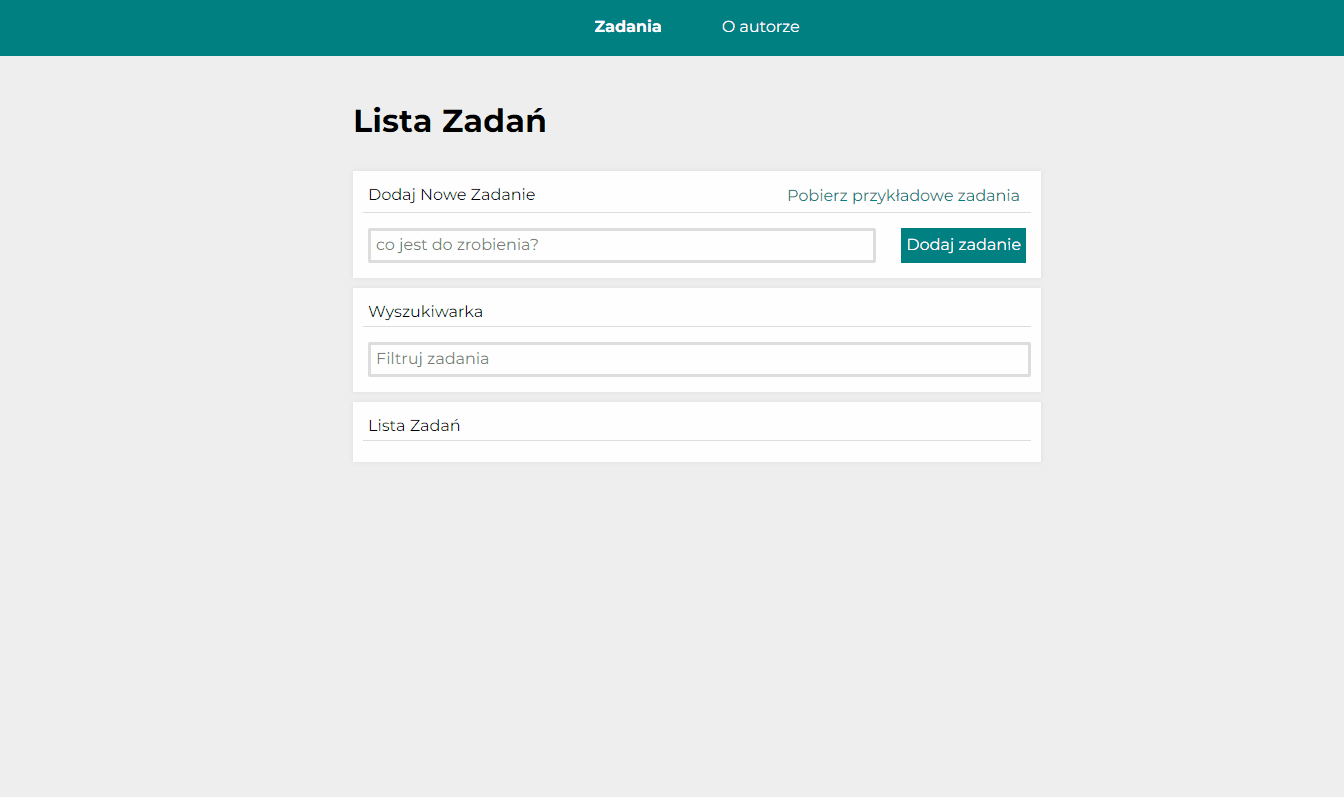 Zadania O autorze
Lista Zadań
Dodaj Nowe Zadanie Pobierz przykładowe zadania
co jest do zrobienia? Dodaj zadanie
Wyszukiwarka
Filtruj zadania
Lista Zadań